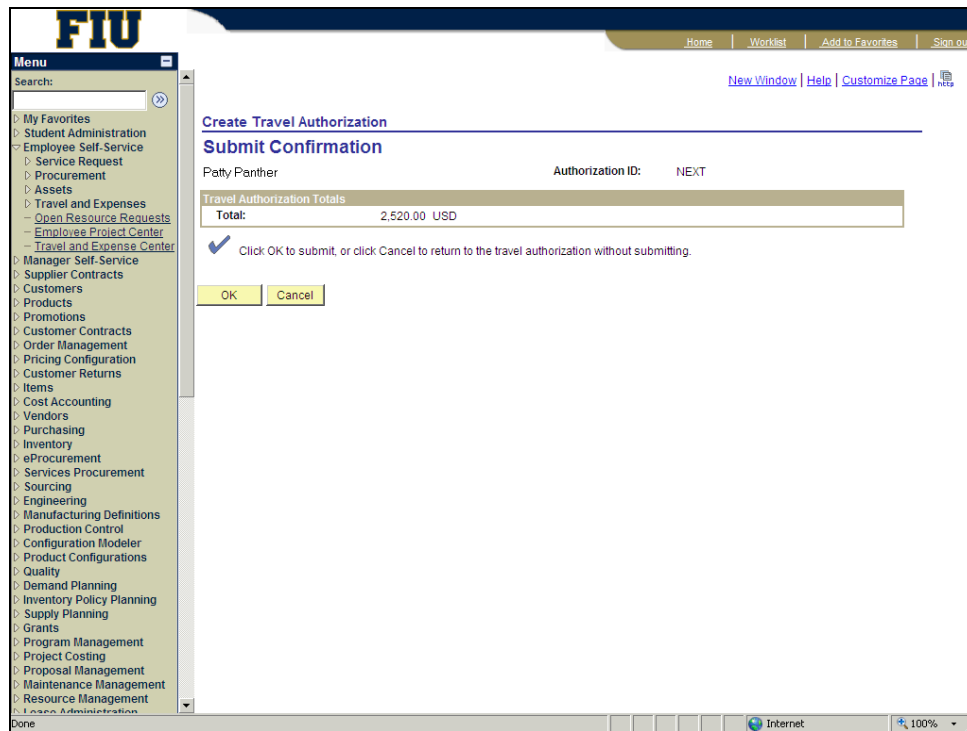 FIU
Home Worklist Add to Favorites Sign ou
Menu
Search:
New Window | Help | Customize Page | http
My Favorites
Student Administration
Employee Self-Service
Service Request
Procurement
Assets
Travel and Expenses
Open Resource Requests
Employee Project Center
Travel and Expense Center
Manager Self-Service
Supplier Contracts
Customers
Products
Promotions
Customer Contracts
Order Management
Pricing Configuration
Customer Returns
Items
Cost Accounting
Vendors
Purchasing
Inventory
eProcurement
Services Procurement
Sourcing
Engineering
Manufacturing Definitions
Production Control
Configuration Modeler
Product Configurations
Quality
Demand Planning
Inventory Policy Planning
Supply Planning
Grants
Program Management
Project Costing
Proposal Management
Maintenance Management
Resource Management
Lease Administration
Create Travel Authorization
Submit Confirmation
Patty Panther Authorization ID: NEXT
Travel Authorization Totals
Total: 2,520.00 USD
Click OK to submit, or click Cancel to return to the travel authorization without submitting.
OK Cancel
Done Internet 100%